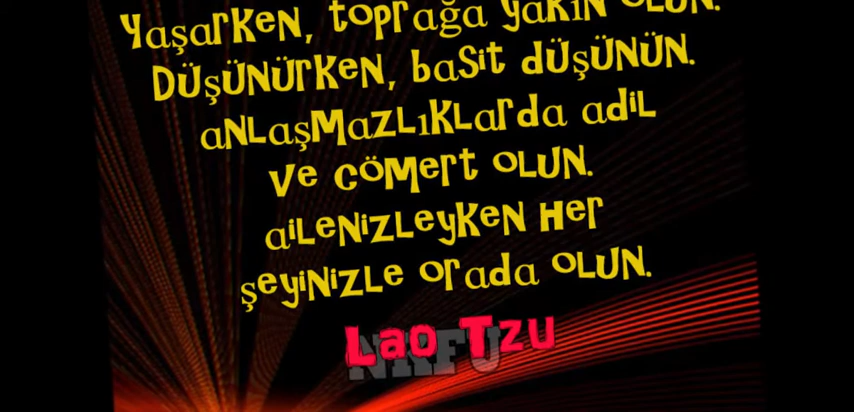 Yaşarken, toprağa yakın olun.
Düşünürken, basit düşünün.
anlaşmazlıklarda adil
ve cömert olun.
ailenizleyken her
şeyinizle orada olun.
Lao Tzu
NKFU